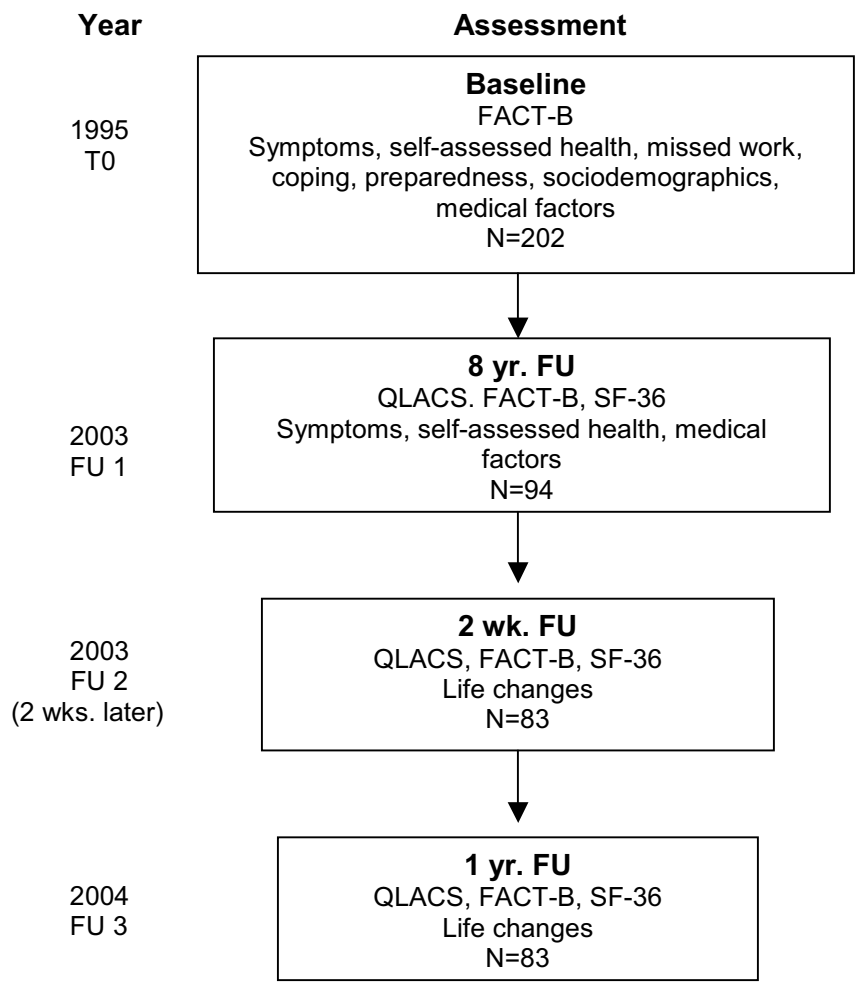 Year Assessment
Baseline
FACT-B
1995
T0
Symptoms, self-assessed health, missed work,
coping, preparedness, sociodemographics,
medical factors
N=202
8 yr. FU
QLACS. FACT-B, SF-36
2003
FU 1
Symptoms, self-assessed health, medical
factors
N=94
2 wk. FU
2003
FU 2
(2 wks. later)
QLACS, FACT-B, SF-36
Life changes
N=83
1 yr. FU
2004
FU 3
QLACS, FACT-B, SF-36
Life changes
N=83